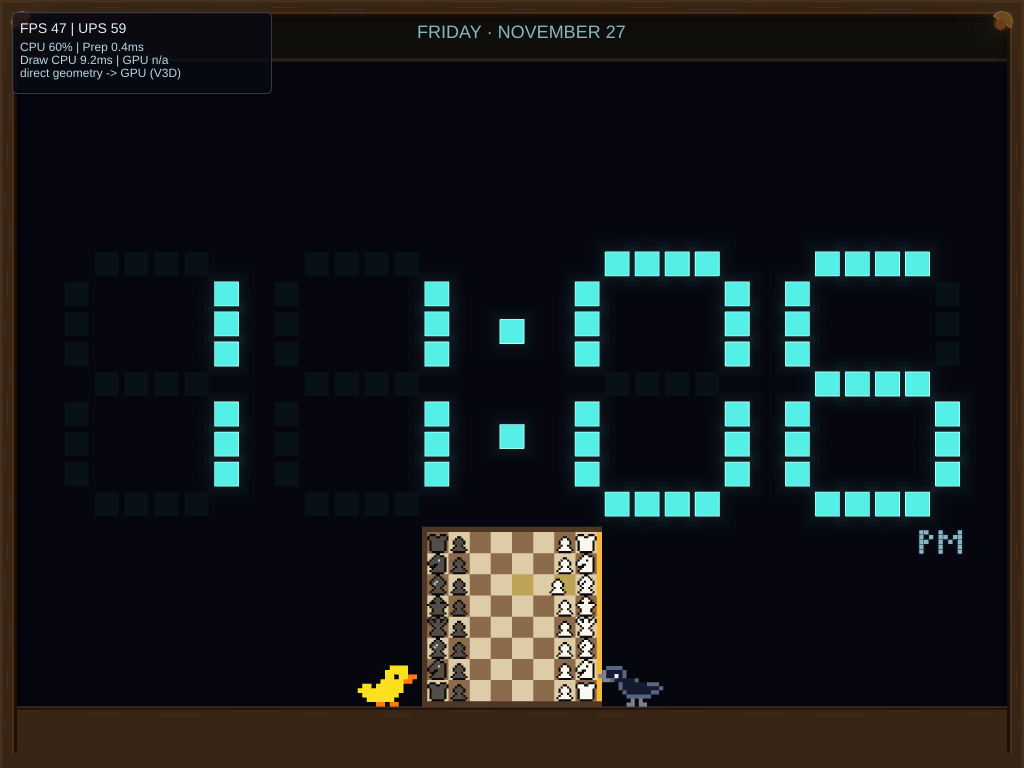 FPS 47 | UPS 59
CPU 60% | Prep 0.4ms
Draw CPU 9.2ms | GPU n/a
direct geometry -> GPU (V3D)
FRIDAY · NOVEMBER 27
11:06
PM